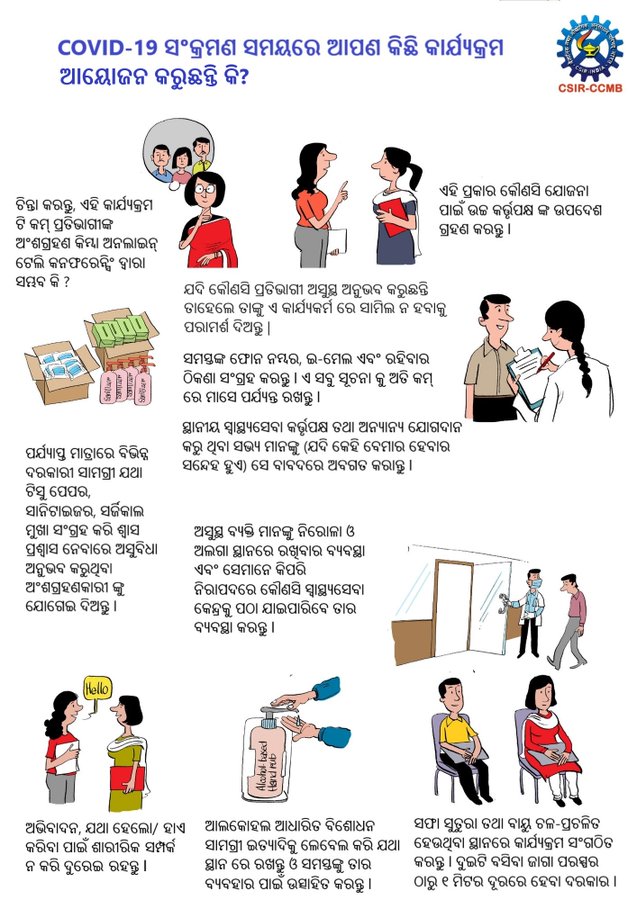 COVID-19 ସଂକ୍ରମଣ ସମୟରେ ଆପଣ କିଛି କାର୍ଯ୍ୟକ୍ରମ
ଆୟୋଜନ କରୁଛନ୍ତି କି?
CSIR-INDIA
CSIR-CCMB
ଚିନ୍ତା କରନ୍ତୁ, ଏହି କାର୍ଯ୍ୟକ୍ରମ
ଟି କମ୍ ପ୍ରତିଭାଗୀଙ୍କ
ଅଂଶଗ୍ରହଣ କିମ୍ଭା ଅନଲାଇନ୍
ଟେଲି କନଫରେନ୍ସିଂ ଦ୍ୱାରା
ସମ୍ଭବ କି ?
ଏହି ପ୍ରକାର କୌଣସି ଯୋଜନା
ପାଇଁ ଉଚ୍ଚ କର୍ତ୍ତୃପକ୍ଷ ଙ୍କ ଉପଦେଶ
ଗ୍ରହଣ କରନ୍ତୁ ।
ଯଦି କୌଣସି ପ୍ରତିଭାଗୀ ଅସୁସ୍ଥ ଅନୁଭବ କରୁଛନ୍ତି
ତାହେଲେ ତାଙ୍କୁ ଏ କାର୍ଯ୍ୟକର୍ମ ରେ ସାମିଲ ନ ହବାକୁ
ପରାମର୍ଶ ଦିଅନ୍ତୁ |
ସମସ୍ତଙ୍କ ଫୋନ ନମ୍ବର, ଇ-ମେଲ ଏବଂ ରହିବାର
ଠିକଣା ସଂଗ୍ରହ କରନ୍ତୁ । ଏ ସବୁ ସୂଚନା କୁ ଅତି କମ୍
ରେ ମାସେ ପର୍ଯ୍ୟନ୍ତ ରଖନ୍ତୁ ।
ସ୍ଥାନୀୟ ସ୍ୱାସ୍ଥ୍ୟସେବା କର୍ତ୍ତୃପକ୍ଷ ତଥା ଅନ୍ୟାନ୍ୟ ଯୋଗଦାନ
କରୁ ଥିବା ସଭ୍ୟ ମାନଙ୍କୁ (ଯଦି କେହି ବେମାର ହେବାର
ସନ୍ଦେହ ହୁଏ) ସେ ବାବଦରେ ଅବଗତ କରାନ୍ତୁ ।
ପର୍ଯ୍ୟାପ୍ତ ମାତ୍ରାରେ ବିଭିନ୍ନ
ଦରକାରୀ ସାମଗ୍ରୀ ଯଥା
ଟିସୁ ପେପର,
ସାନିଟାଇଜର, ସର୍ଜିକାଲ
ମୁଖା ସଂଗ୍ରହ କରି ଶ୍ୱାସ
ପ୍ରଶ୍ୱାସ ନେବାରେ ଅସୁବିଧା
ଅନୁଭବ କରୁଥିବା
ଅଂଶଗ୍ରହଣକାରୀ ଙ୍କୁ
ଯୋଗେଇ ଦିଅନ୍ତୁ ।
ଅସୁସ୍ଥ ବ୍ୟକ୍ତି ମାନଙ୍କୁ ନିରୋଳା ଓ
ଅଲଗା ସ୍ଥାନରେ ରଖିବାର ବ୍ୟବସ୍ଥା
ଏବଂ ସେମାନେ କିପରି
ନିରାପଦରେ କୌଣସି ସ୍ୱାସ୍ଥ୍ୟସେବା
କେନ୍ଦ୍ରକୁ ପଠା ଯାଇପାରିବେ ତାର
ବ୍ୟବସ୍ଥା କରନ୍ତୁ ।
Hello
Alcohol based
Hand rub
ଅଭିବାଦନ, ଯଥା ହେଲୋ/ ହାଏ
କରିବା ପାଇଁ ଶାରୀରିକ ସମ୍ପର୍କ
ନ କରି ଦୁରେଇ ରହନ୍ତୁ ।
ଆଲକୋହଲ ଆଧାରିତ ବିଶୋଧନ
ସାମଗ୍ରୀ ଇତ୍ୟାଦିକୁ ଲେବେଲ କରି ଯଥା
ସ୍ଥାନ ରେ ରଖନ୍ତୁ ଓ ସମସ୍ତଙ୍କୁ ତାର
ବ୍ୟବହାର ପାଇଁ ଉତ୍ସାହିତ କରନ୍ତୁ ।
ସଫା ସୁତୁରା ତଥା ବାୟୁ ଚଳ-ପ୍ରଚଳିତ
ହେଉଥିବା ସ୍ଥାନରେ କାର୍ଯ୍ୟକ୍ରମ ସଂଗଠିତ
କରନ୍ତୁ । ଦୁଇଟି ବସିବା ଜାଗା ପରସ୍ପର
ଠାରୁ ୧ ମିଟର ଦୂରରେ ହେବା ଦରକାର ।